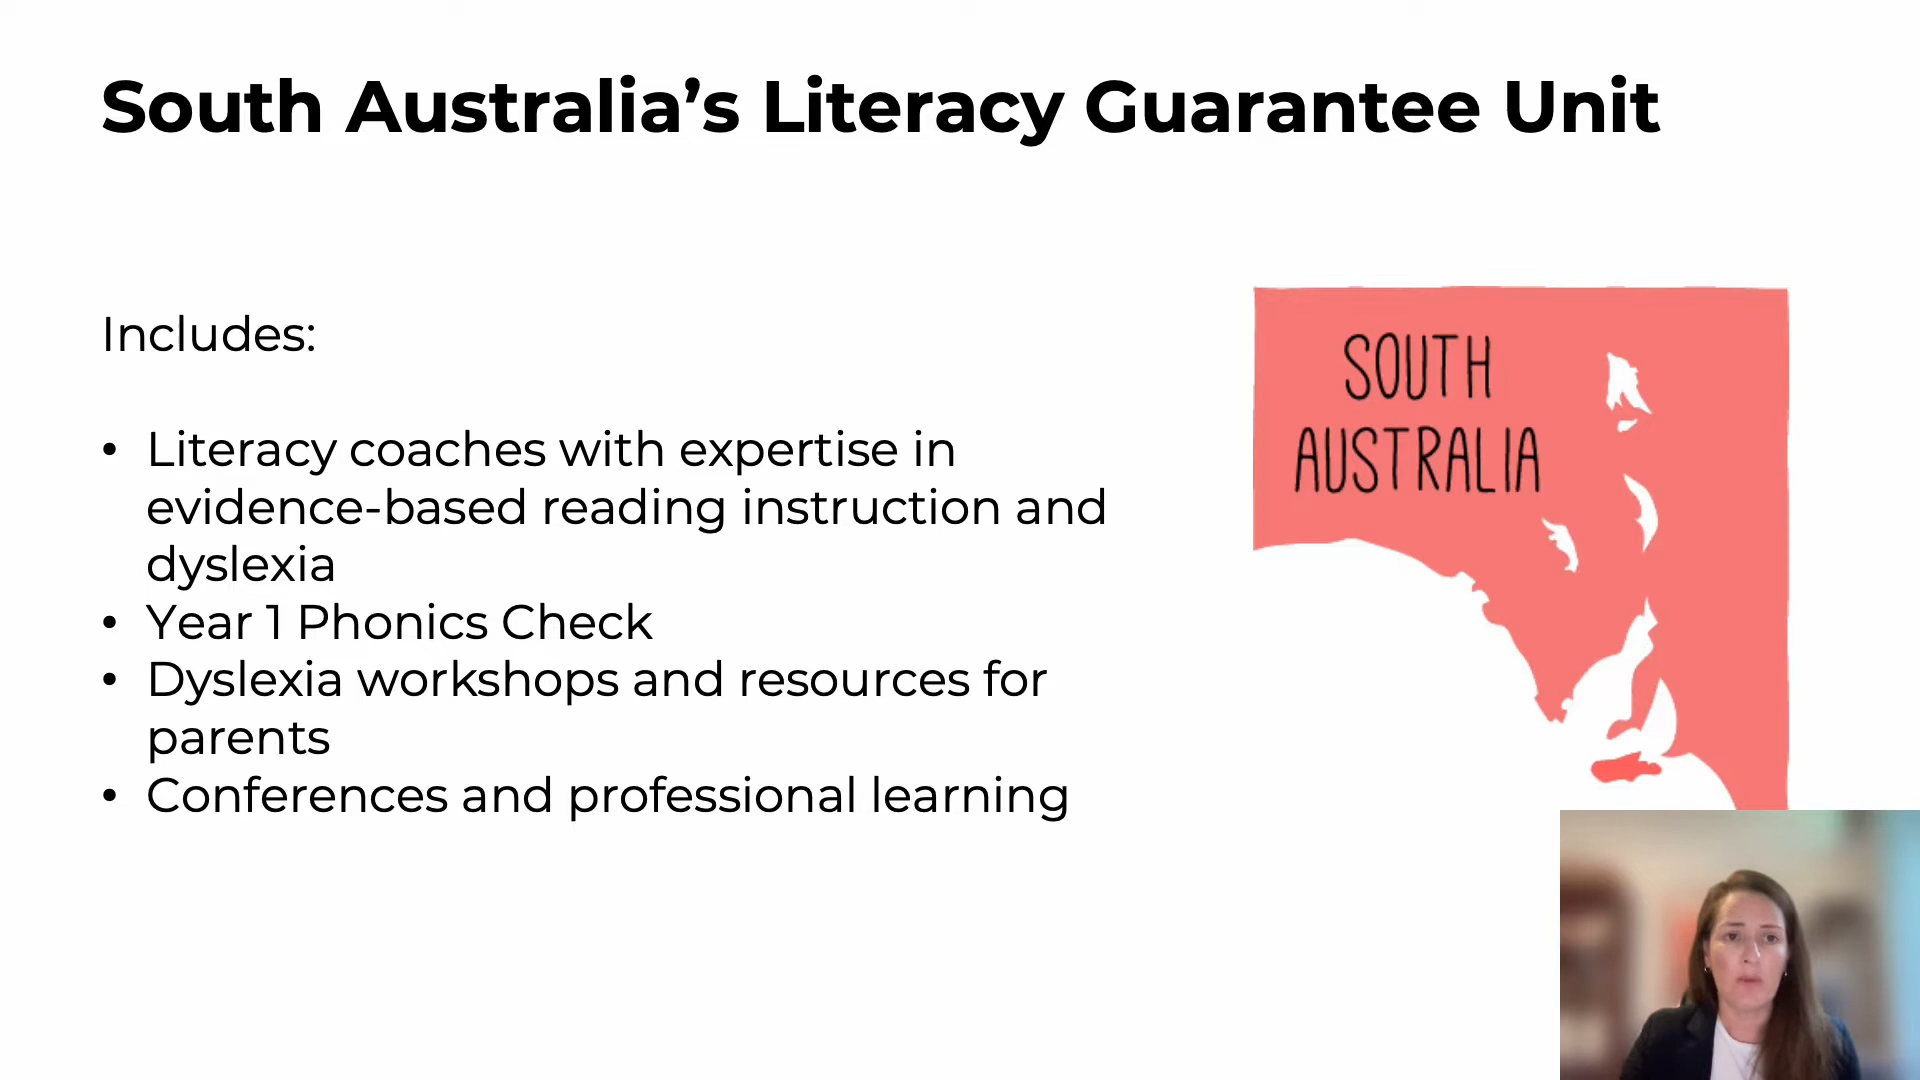 South Australia’s Literacy Guarantee Unit
Includes:
• Literacy coaches with expertise in
evidence-based reading instruction and
dyslexia
• Year 1 Phonics Check
• Dyslexia workshops and resources for
parents
• Conferences and professional learning
SOUTH
AUSTRALIA